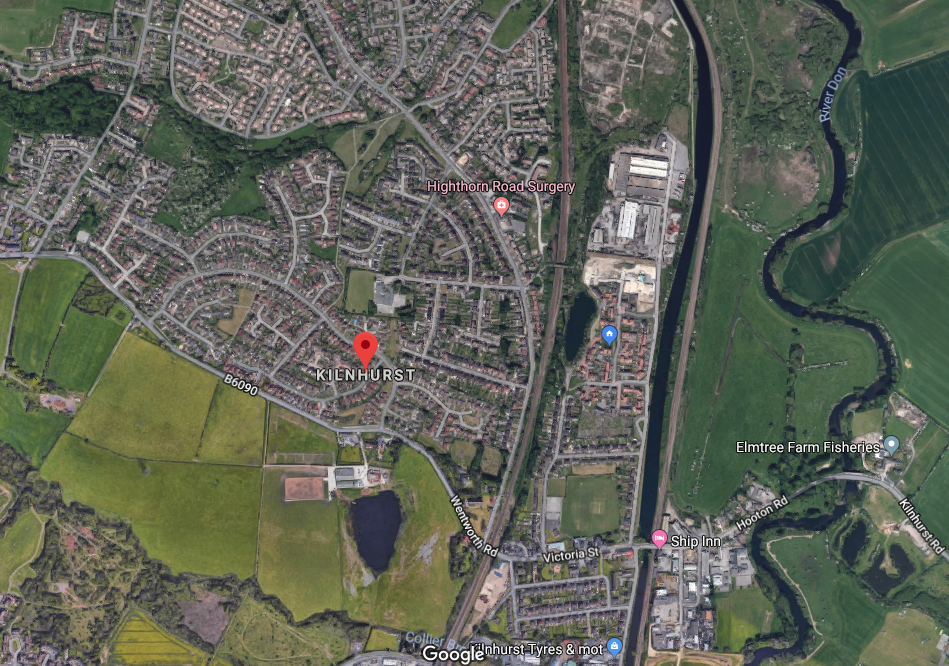 River Don
Highthorn Road Surgery
KILNHURST
B6090
Elmtree Farm Fisheries
Wentworth Rd
Hooton Rd
Kilnhurst Rd
Ship Inn
Victoria St
Collier
Google
Kilnhurst Tyres & mot